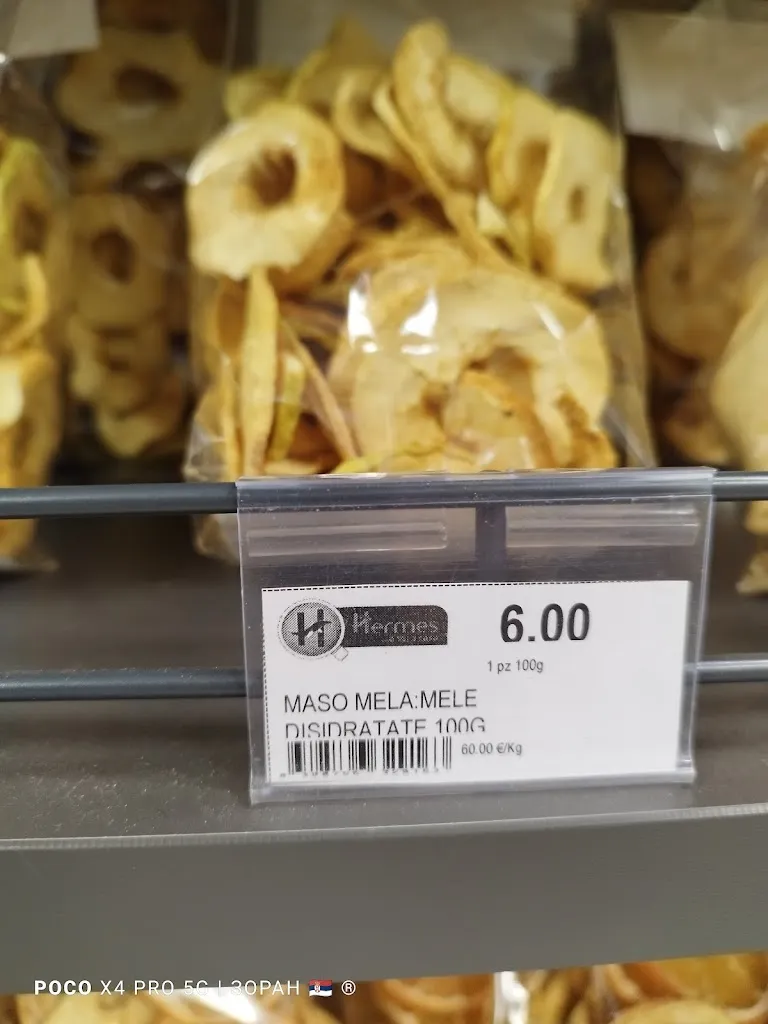 H Hermes
6.00
1 pz 100g
MASO MELA:MELE
DISIDRATATE 100G
60.00 €/Kg
POCO X4 PRO 5G | ЗОРАН 🇷🇸 ®